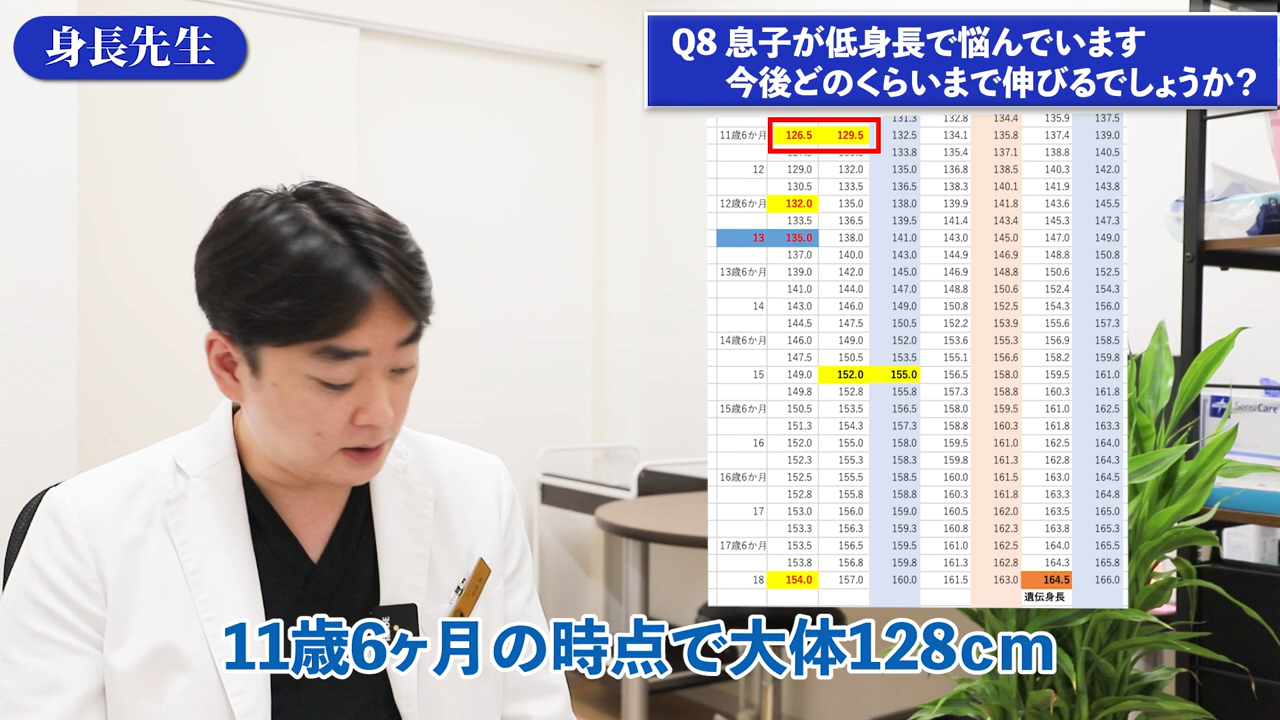 身長先生
Q8 息子が低身長で悩んでいます
今後どのくらいまで伸びるでしょうか?
131.3 132.8 134.4 135.9 137.5
11歳6か月 126.5 129.5 132.5 134.1 135.8 137.4 139.0
133.8 135.4 137.1 138.8 140.5
12 129.0 132.0 135.0 136.8 138.5 140.3 142.0
130.5 133.5 136.5 138.3 140.1 141.9 143.8
12歳6か月 132.0 135.0 138.0 139.9 141.8 143.6 145.5
133.5 136.5 139.5 141.4 143.4 145.3 147.3
13 135.0 138.0 141.0 143.0 145.0 147.0 149.0
137.0 140.0 143.0 144.9 146.9 148.8 150.8
13歳6か月 139.0 142.0 145.0 146.9 148.8 150.6 152.5
141.0 144.0 147.0 148.8 150.6 152.4 154.3
14 143.0 146.0 149.0 150.8 152.5 154.3 156.0
144.5 147.5 150.5 152.2 153.9 155.6 157.3
14歳6か月 146.0 149.0 152.0 153.6 155.3 156.9 158.5
147.5 150.5 153.5 155.1 156.6 158.2 159.8
15 149.0 152.0 155.0 156.5 158.0 159.5 161.0
149.8 152.8 155.8 157.3 158.8 160.3 161.8
15歳6か月 150.5 153.5 156.5 158.0 159.5 161.0 162.5
151.3 154.3 157.3 158.8 160.3 161.8 163.3
16 152.0 155.0 158.0 159.5 161.0 162.5 164.0
152.3 155.3 158.3 159.8 161.3 162.8 164.3
16歳6か月 152.5 155.5 158.5 160.0 161.5 163.0 164.5
152.8 155.8 158.8 160.3 161.8 163.3 164.8
17 153.0 156.0 159.0 160.5 162.0 163.5 165.0
153.3 156.3 159.3 160.8 162.3 163.8 165.3
17歳6か月 153.5 156.5 159.5 161.0 162.5 164.0 165.5
153.8 156.8 159.8 161.3 162.8 164.3 165.8
18 154.0 157.0 160.0 161.5 163.0 164.5 166.0
遺伝身長
SensiCare
11歳6ヶ月の時点で大体128cm